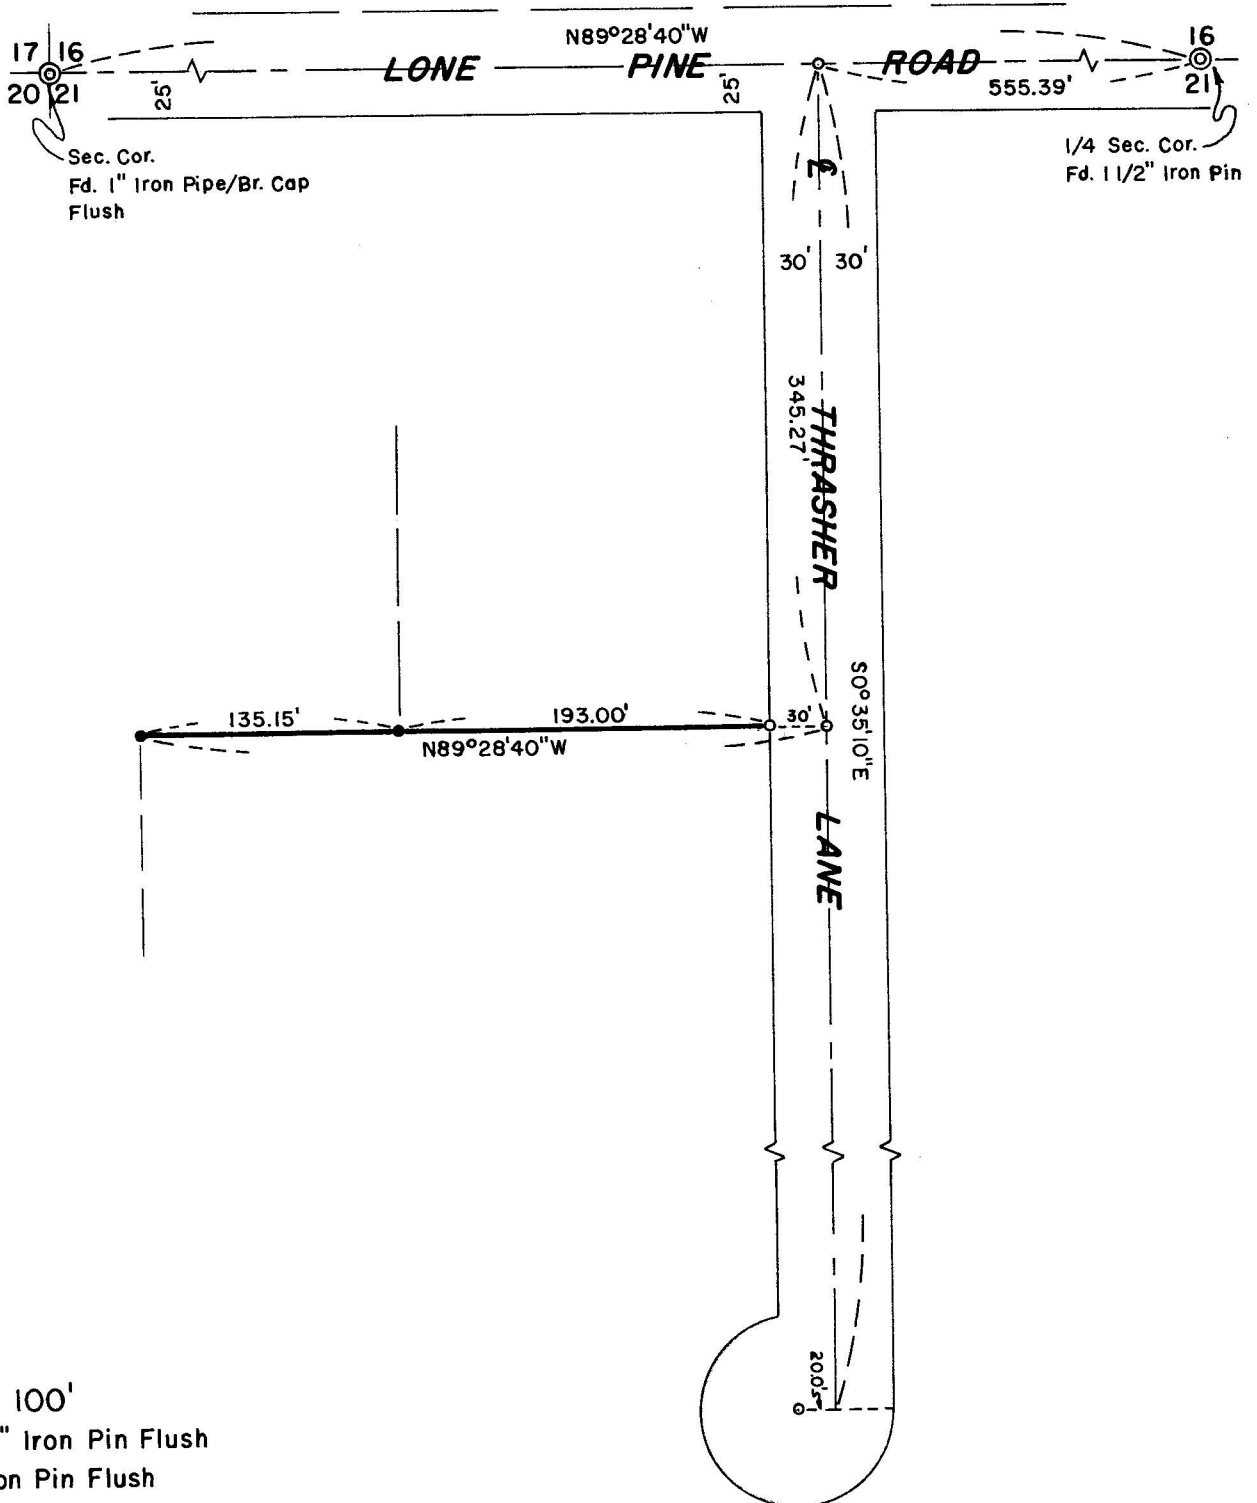 N89°28'40"W
17 16
16
LONE PINE ROAD
20 21
25'
25'
555.39'
21
Sec. Cor.
Fd. 1" Iron Pipe/Br. Cap
Flush
1/4 Sec. Cor.
Fd. 1 1/2" Iron Pin
℄
30' 30'
345.27'
THRASHER LANE
S0°35'10"E
135.15'
193.00'
30'
N89°28'40"W
20.0'
100'
" Iron Pin Flush
on Pin Flush